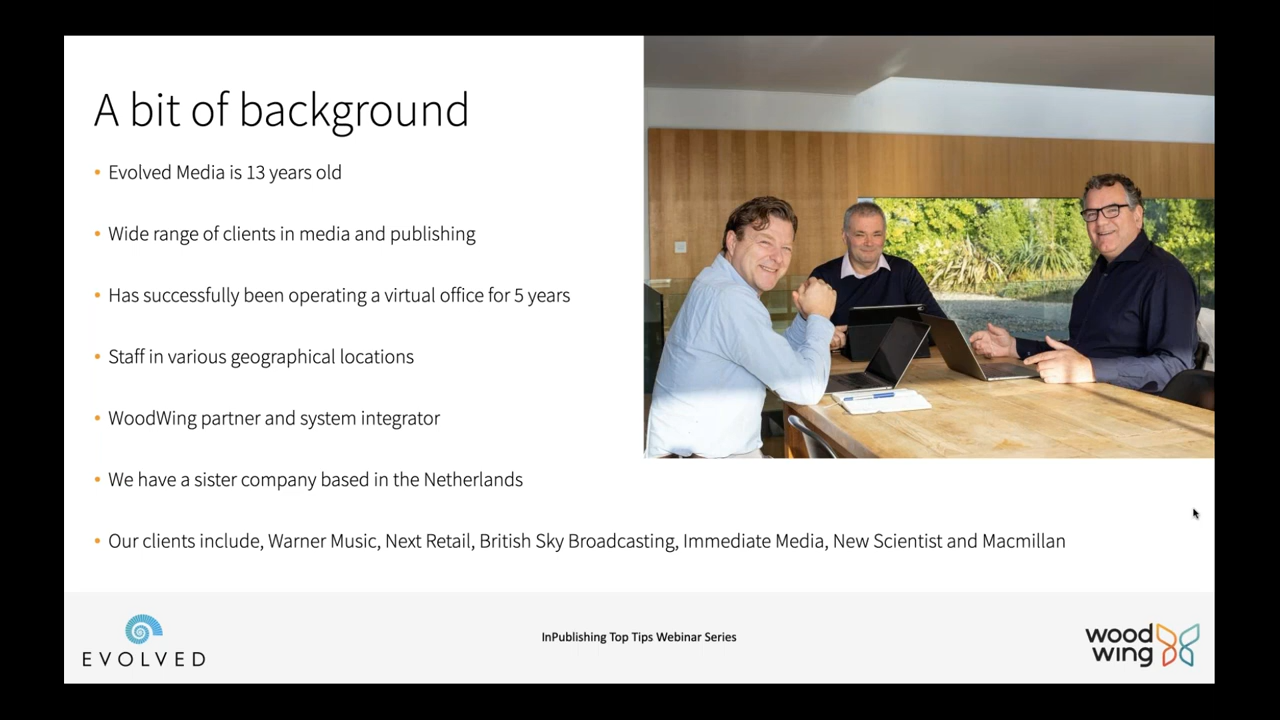 A bit of background
• Evolved Media is 13 years old
• Wide range of clients in media and publishing
• Has successfully been operating a virtual office for 5 years
• Staff in various geographical locations
• WoodWing partner and system integrator
• We have a sister company based in the Netherlands
• Our clients include, Warner Music, Next Retail, British Sky Broadcasting, Immediate Media, New Scientist and Macmillan
EVOLVED
InPublishing Top Tips Webinar Series
wood
wing